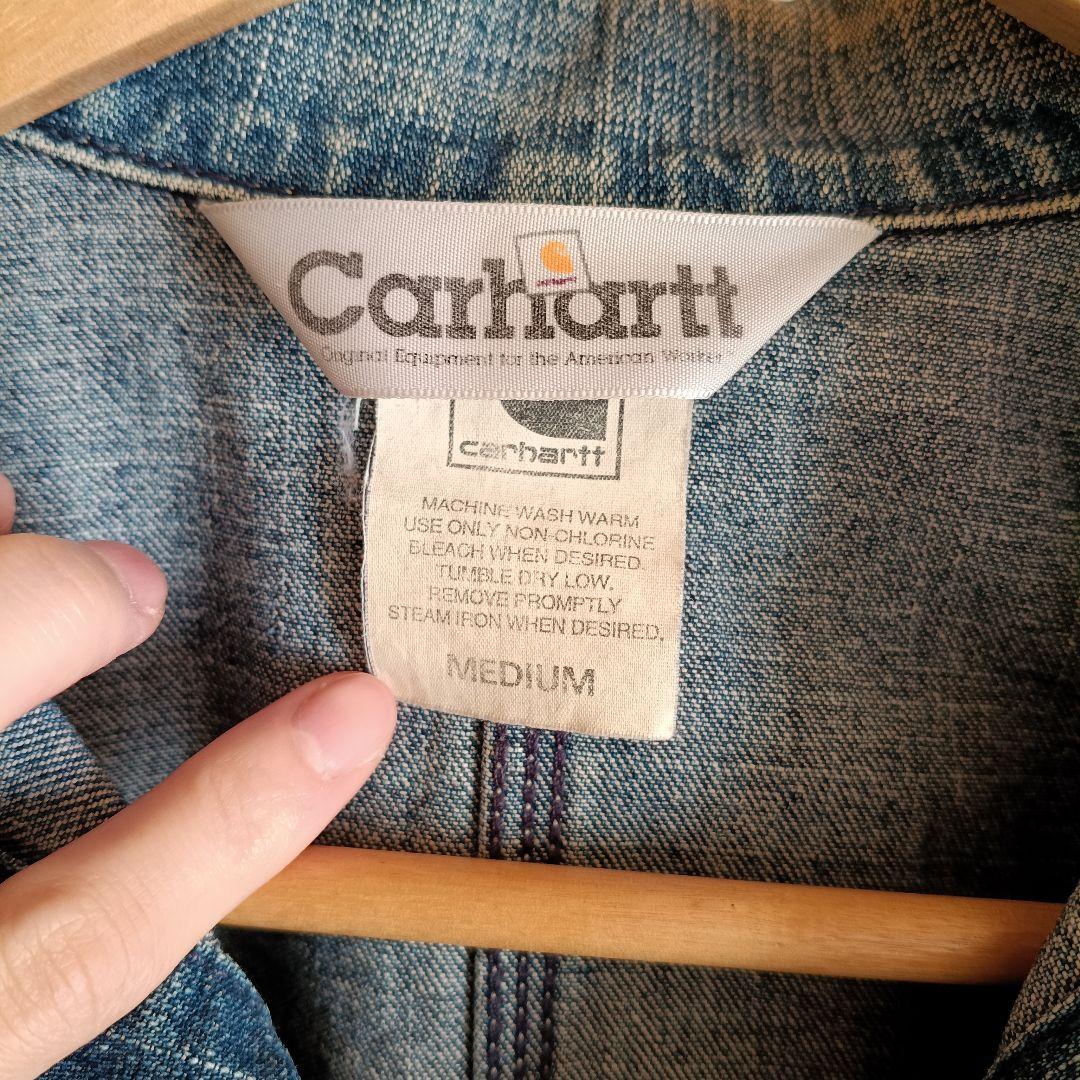 Carhartt
Original Equipment for the American Worker™
carhartt
MACHINE WASH WARM
USE ONLY NON-CHLORINE
BLEACH WHEN DESIRED.
TUMBLE DRY LOW.
REMOVE PROMPTLY
STEAM IRON WHEN DESIRED.
MEDIUM